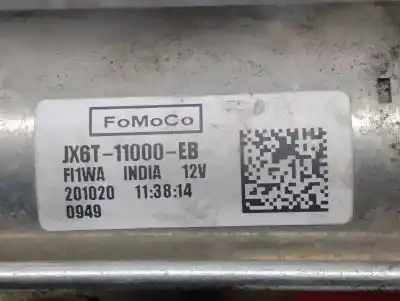 FoMoCo
JX6T-11000-EB
FI1WA INDIA 12V
201020 11:38:14
0949